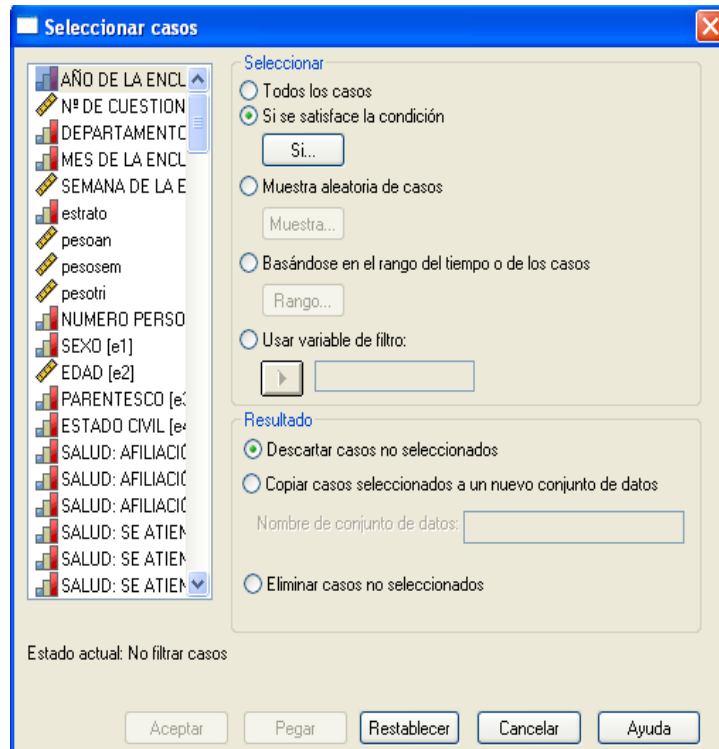 Seleccionar casos
AÑO DE LA ENCL
Nº DE CUESTION
DEPARTAMENTO
MES DE LA ENCL
SEMANA DE LA E
estrato
pesoan
pesosem
pesotri
NUMERO PERSO
SEXO [e1]
EDAD [e2]
PARENTESCO [e3
ESTADO CIVIL [e4
SALUD: AFILIACIÓ
SALUD: AFILIACIÓ
SALUD: AFILIACIÓ
SALUD: SE ATIEN
SALUD: SE ATIEN
SALUD: SE ATIEN
Seleccionar
Todos los casos
Si se satisface la condición
Si...
Muestra aleatoria de casos
Muestra...
Basándose en el rango del tiempo o de los casos
Rango...
Usar variable de filtro:
Resultado
Descartar casos no seleccionados
Copiar casos seleccionados a un nuevo conjunto de datos
Nombre de conjunto de datos:
Eliminar casos no seleccionados
Estado actual: No filtrar casos
Aceptar
Pegar
Restablecer
Cancelar
Ayuda